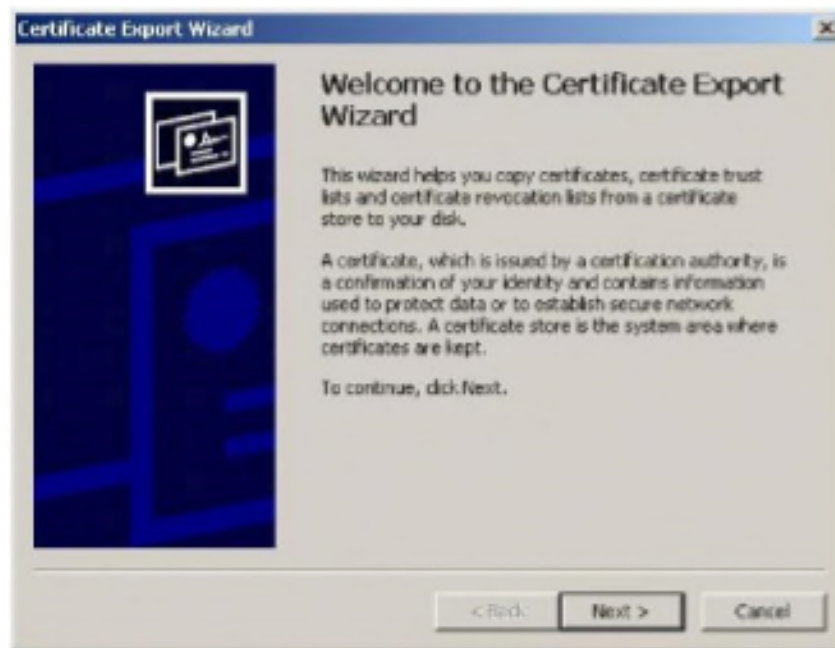 Certificate Export Wizard
Welcome to the Certificate Export
Wizard
This wizard helps you copy certificates, certificate trust
lists and certificate revocation lists from a certificate
store to your disk.
A certificate, which is issued by a certification authority, is
a confirmation of your identity and contains information
used to protect data or to establish secure network
connections. A certificate store is the system area where
certificates are kept.
To continue, click Next.
< Back Next > Cancel